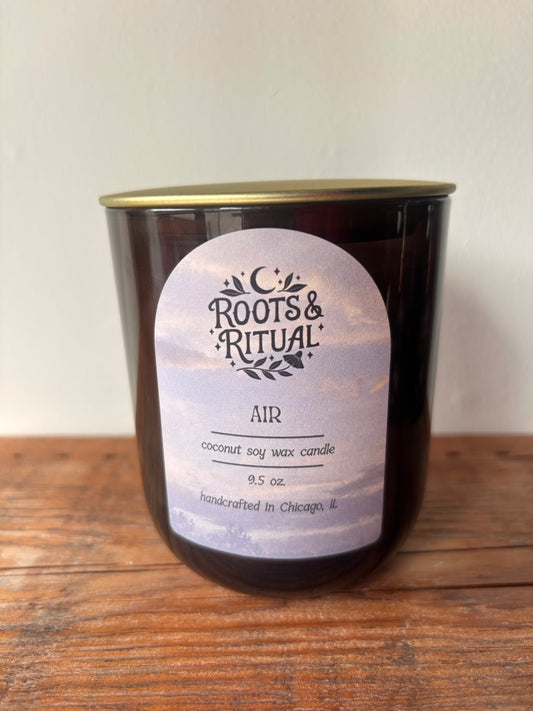 ROOTS &
RITUAL
AIR
coconut soy wax candle
9.5 oz.
handcrafted in Chicago, IL